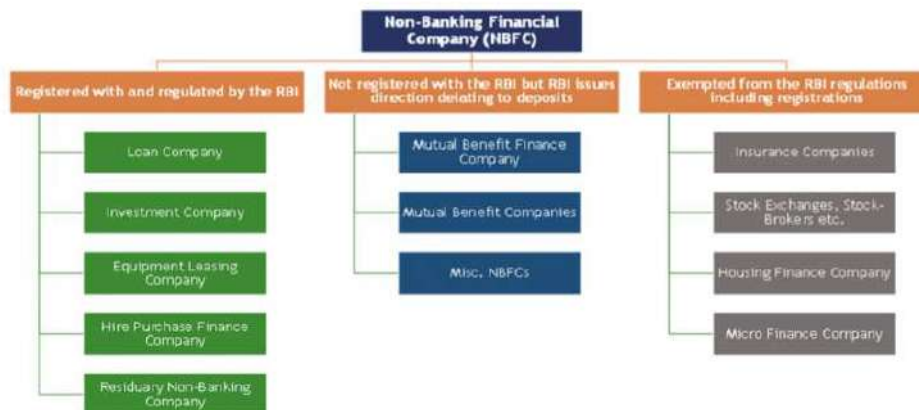 Non-Banking Financial
Company (NBFC)
Registered with and regulated by the RBI
Not registered with the RBI but RBI issues
direction delating to deposits
Exempted from the RBI regulations
including registrations
Loan Company
Investment Company
Equipment Leasing
Company
Hire Purchase Finance
Company
Residuary Non-Banking
Company
Mutual Benefit Finance
Company
Mutual Benefit Companies
Misc. NBFCs
Insurance Companies
Stock Exchanges, Stock-
Brokers etc.
Housing Finance Company
Micro Finance Company